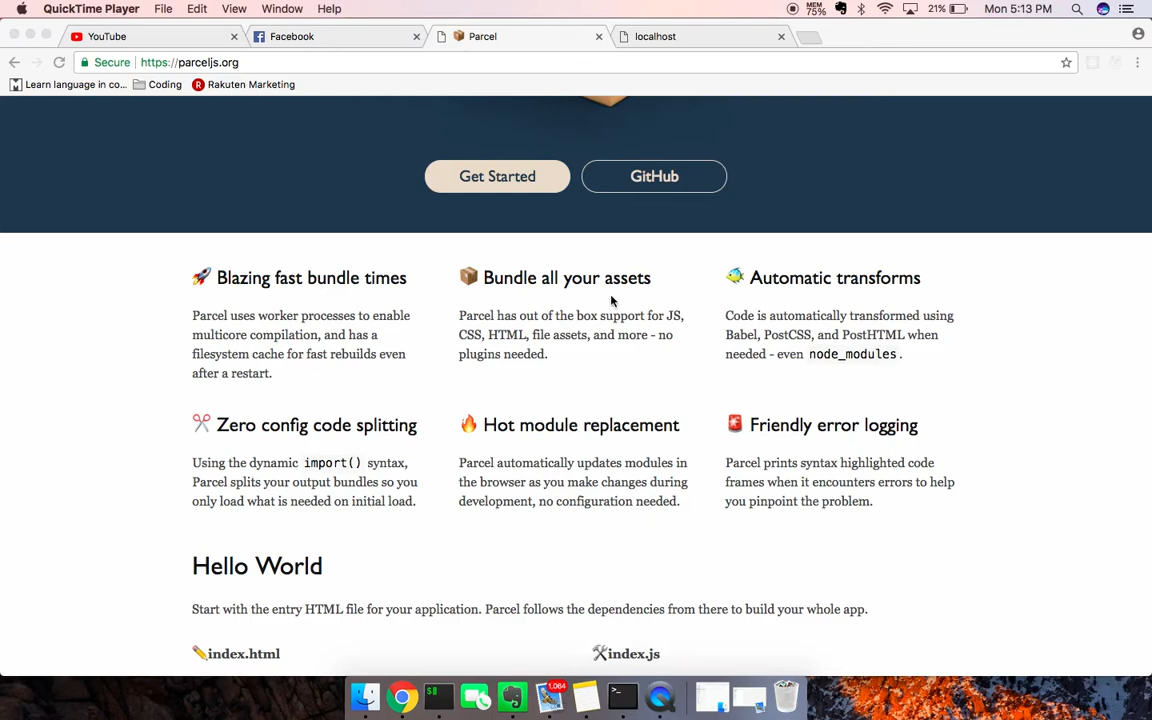 QuickTime Player File Edit View Window Help MEM 75% 21% Mon 5:13 PM
YouTube Facebook Parcel localhost
Secure https://parceljs.org
Learn language in co... Coding Rakuten Marketing
Get Started GitHub
Blazing fast bundle times
Parcel uses worker processes to enable
multicore compilation, and has a
filesystem cache for fast rebuilds even
after a restart.
Bundle all your assets
Parcel has out of the box support for JS,
CSS, HTML, file assets, and more - no
plugins needed.
Automatic transforms
Code is automatically transformed using
Babel, PostCSS, and PostHTML when
needed - even node_modules.
Zero config code splitting
Using the dynamic import() syntax,
Parcel splits your output bundles so you
only load what is needed on initial load.
Hot module replacement
Parcel automatically updates modules in
the browser as you make changes during
development, no configuration needed.
Friendly error logging
Parcel prints syntax highlighted code
frames when it encounters errors to help
you pinpoint the problem.
Hello World
Start with the entry HTML file for your application. Parcel follows the dependencies from there to build your whole app.
index.html
index.js
1,064